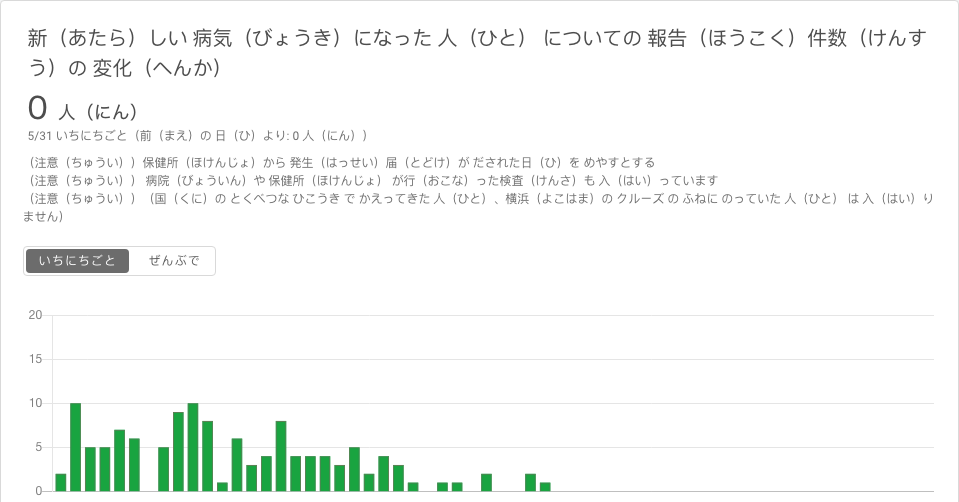 新（あたら）しい 病気（びょうき）になった 人（ひと） についての 報告（ほうこく）件数（けんす
う）の 変化（へんか）
0 人（にん）
5/31 いちにちごと（前（まえ）の 日（ひ）より: 0 人（にん））
（注意（ちゅうい））保健所（ほけんじょ）から 発生（はっせい）届（とどけ）が だされた日（ひ）を めやすとする
（注意（ちゅうい）） 病院（びょういん）や 保健所（ほけんじょ） が行（おこな）った検査（けんさ）も 入（はい）っています
（注意（ちゅうい））（国（くに）の とくべつな ひこうき で かえってきた 人（ひと）、横浜（よこはま）の クルーズ の ふねに のっていた 人（ひと） は 入（はい）り
ません）
いちにちごと ぜんぶで
20
15
10
5
0